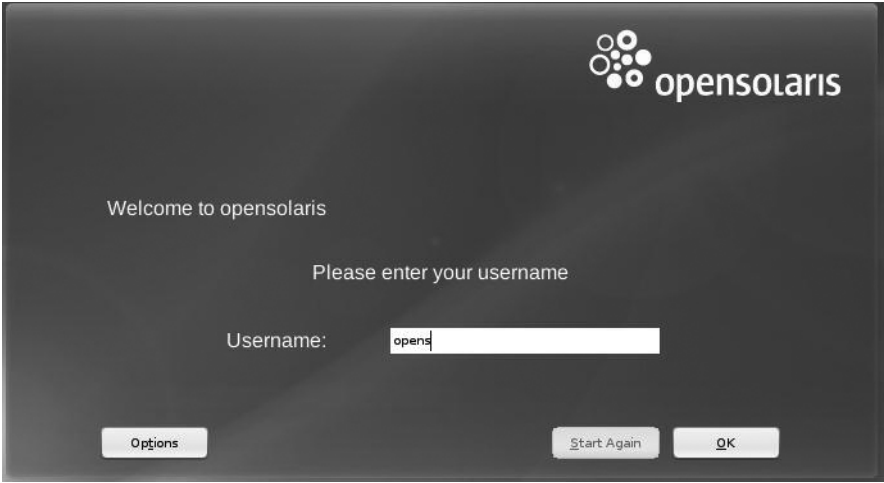 opensolaris
Welcome to opensolaris
Please enter your username
Username: opens
Options Start Again OK